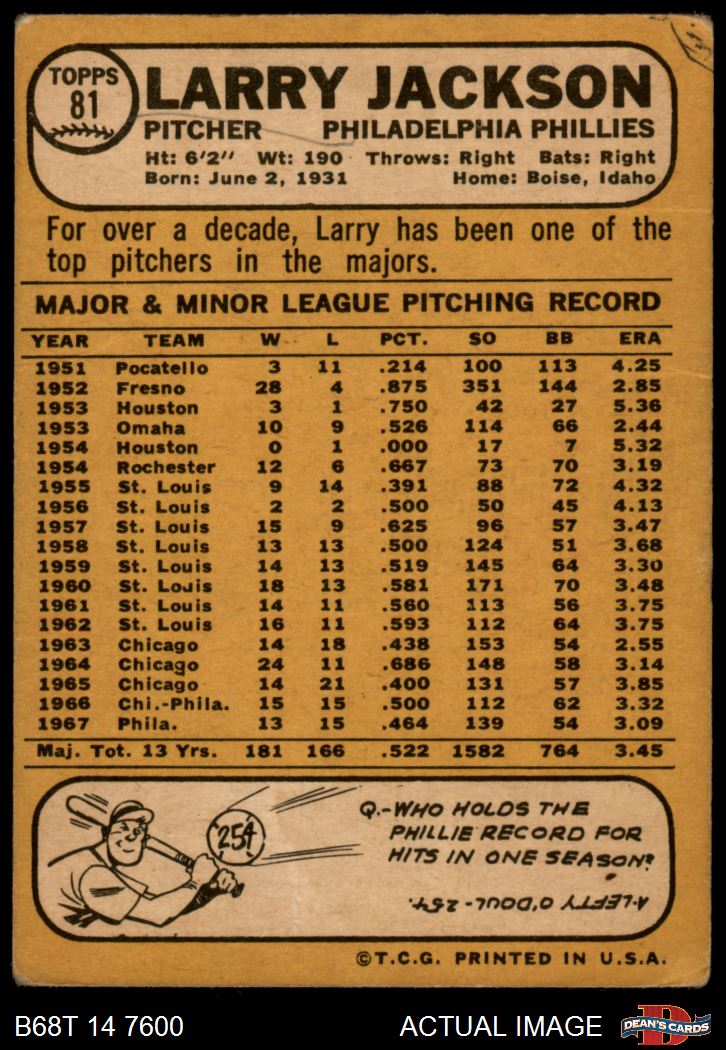 TOPPS
81
LARRY JACKSON
PITCHER PHILADELPHIA PHILLIES
Ht: 6'2" Wt: 190 Throws: Right Bats: Right
Born: June 2, 1931 Home: Boise, Idaho
For over a decade, Larry has been one of the
top pitchers in the majors.
MAJOR & MINOR LEAGUE PITCHING RECORD
YEAR TEAM W L PCT. SO BB ERA
1951 Pocatello 3 11 .214 100 113 4.25
1952 Fresno 28 4 .875 351 144 2.85
1953 Houston 3 1 .750 42 27 5.36
1953 Omaha 10 9 .526 114 66 2.44
1954 Houston 0 1 .000 17 7 5.32
1954 Rochester 12 6 .667 73 70 3.19
1955 St. Louis 9 14 .391 88 72 4.32
1956 St. Louis 2 2 .500 50 45 4.13
1957 St. Louis 15 9 .625 96 57 3.47
1958 St. Louis 13 13 .500 124 51 3.68
1959 St. Louis 14 13 .519 145 64 3.30
1960 St. Louis 18 13 .581 171 70 3.48
1961 St. Louis 14 11 .560 113 56 3.75
1962 St. Louis 16 11 .593 112 64 3.75
1963 Chicago 14 18 .438 153 54 2.55
1964 Chicago 24 11 .686 148 58 3.14
1965 Chicago 14 21 .400 131 57 3.85
1966 Chi.-Phila. 15 15 .500 112 62 3.32
1967 Phila. 13 15 .464 139 54 3.09
Maj. Tot. 13 Yrs. 181 166 .522 1582 764 3.45
254
Q.-WHO HOLDS THE
PHILLIE RECORD FOR
HITS IN ONE SEASON?
A-LEFTY O'DOUL-254.
©T.C.G. PRINTED IN U.S.A.
B68T 14 7600 ACTUAL IMAGE
D
DEAN'S CARDS